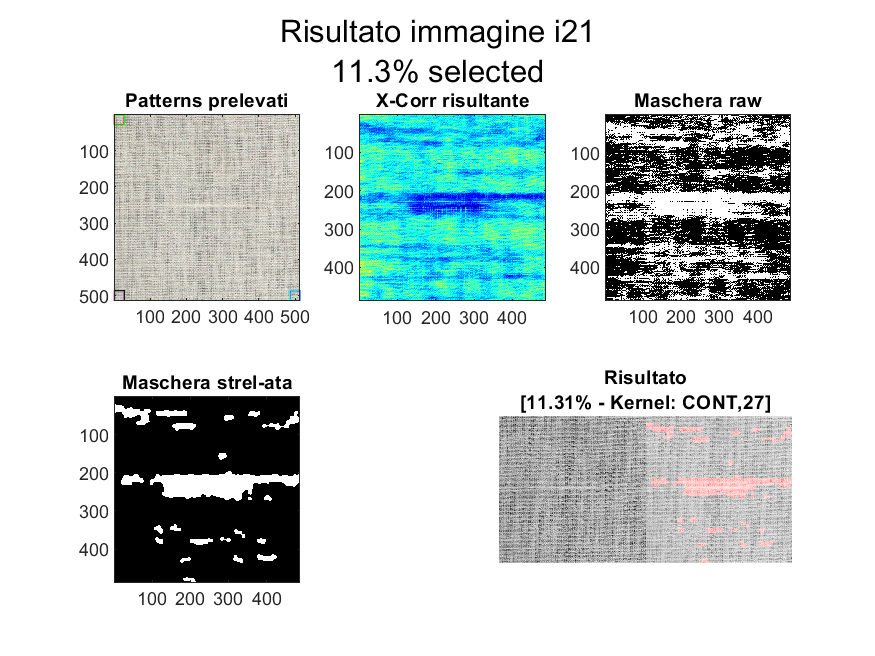 Risultato immagine i21
11.3% selected
Patterns prelevati
100
200
300
400
500
100 200 300 400 500
X-Corr risultante
100
200
300
400
100 200 300 400
Maschera raw
100
200
300
400
100 200 300 400
Maschera strel-ata
100
200
300
400
100 200 300 400
Risultato
[11.31% - Kernel: CONT,27]